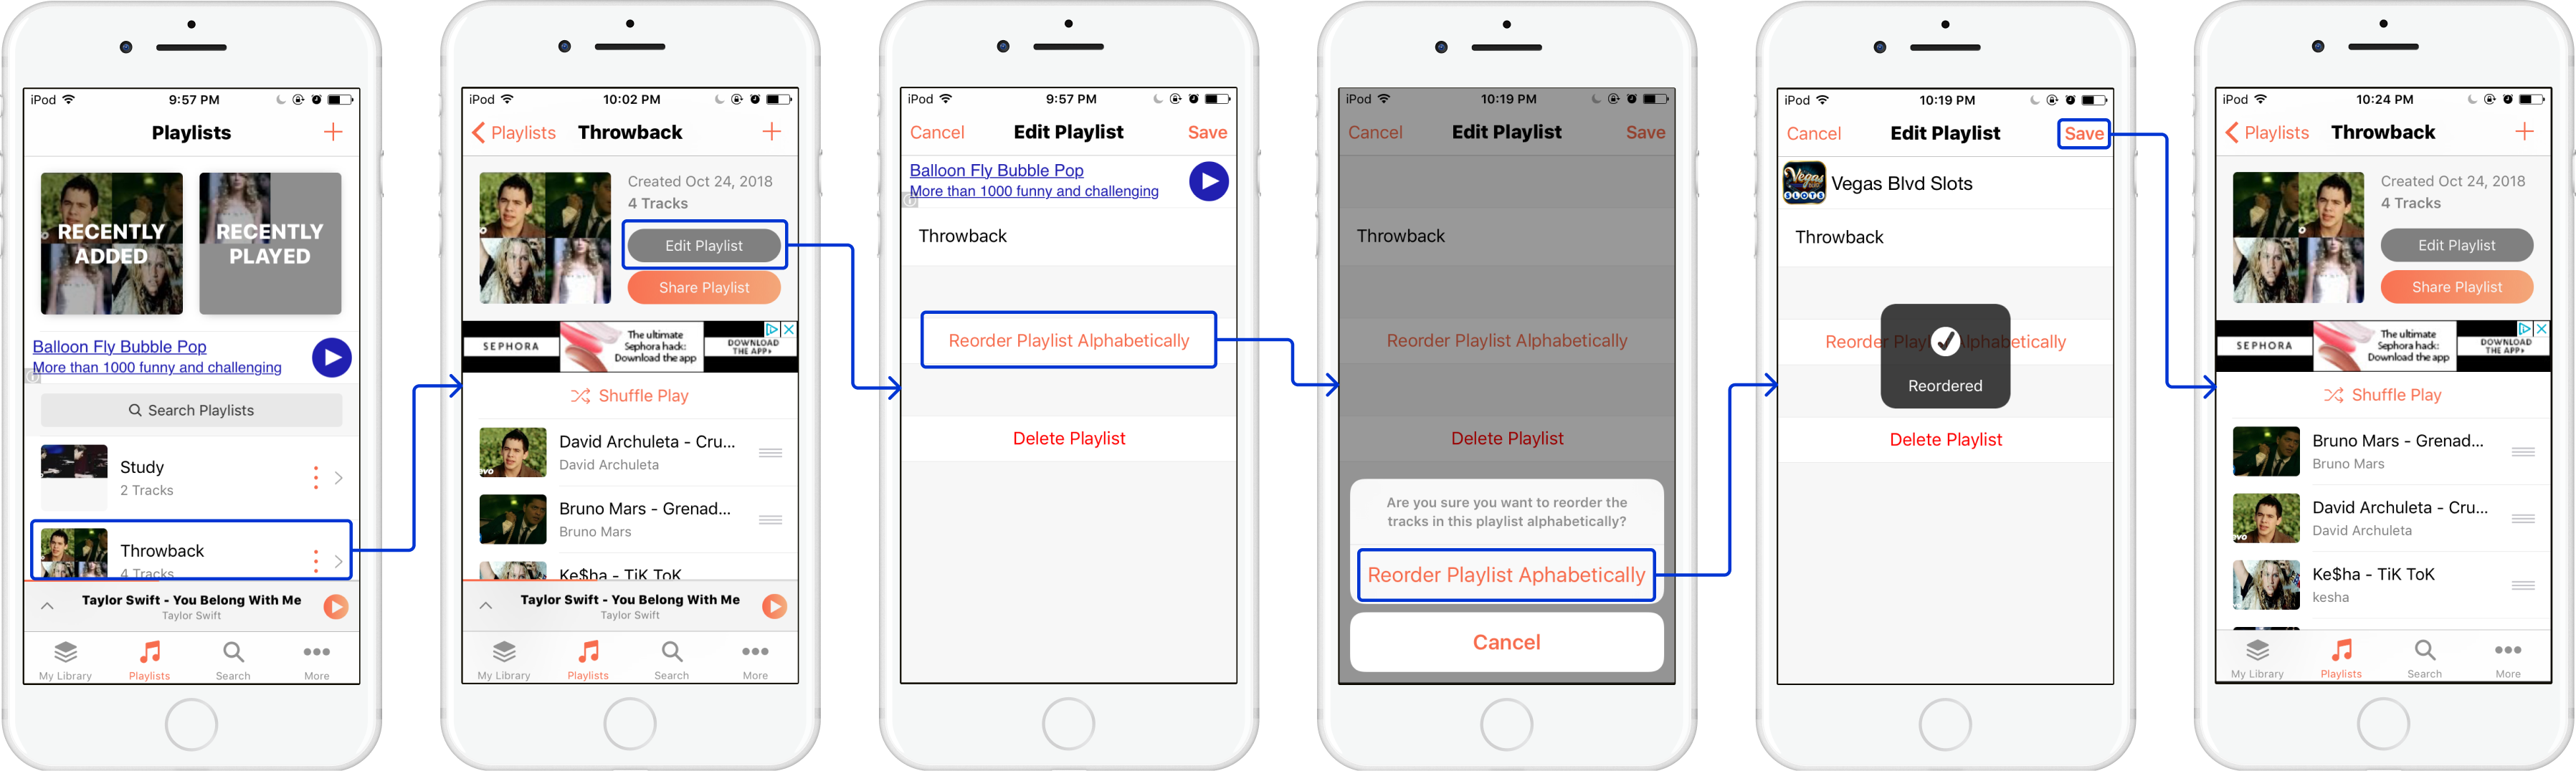 iPod 9:57 PM
Playlists +
RECENTLY
ADDED
RECENTLY
PLAYED
Balloon Fly Bubble Pop
More than 1000 funny and challenging
Search Playlists
Study
2 Tracks
Throwback
4 Tracks
Taylor Swift - You Belong With Me
Taylor Swift
My Library Playlists Search More
iPod 10:02 PM
Playlists Throwback +
Created Oct 24, 2018
4 Tracks
Edit Playlist
Share Playlist
SEPHORA
The ultimate
Sephora hack:
Download the app
DOWNLOAD
THE APP
Shuffle Play
David Archuleta - Cru...
David Archuleta
Bruno Mars - Grenad...
Bruno Mars
Ke$ha - TiK ToK
Taylor Swift - You Belong With Me
Taylor Swift
My Library Playlists Search More
iPod 9:57 PM
Cancel Edit Playlist Save
Balloon Fly Bubble Pop
More than 1000 funny and challenging
Throwback
Reorder Playlist Alphabetically
Delete Playlist
iPod 10:19 PM
Cancel Edit Playlist Save
Throwback
Reorder Playlist Alphabetically
Delete Playlist
Are you sure you want to reorder the
tracks in this playlist alphabetically?
Reorder Playlist Aphabetically
Cancel
iPod 10:19 PM
Cancel Edit Playlist Save
Vegas BLVD SLOTS
Vegas Blvd Slots
Throwback
Reorder Playlist Alphabetically
Reordered
Delete Playlist
iPod 10:24 PM
Playlists Throwback +
Created Oct 24, 2018
4 Tracks
Edit Playlist
Share Playlist
SEPHORA
The ultimate
Sephora hack:
Download the app
DOWNLOAD
THE APP
Shuffle Play
Bruno Mars - Grenad...
Bruno Mars
David Archuleta - Cru...
David Archuleta
Ke$ha - TiK ToK
kesha
My Library Playlists Search More